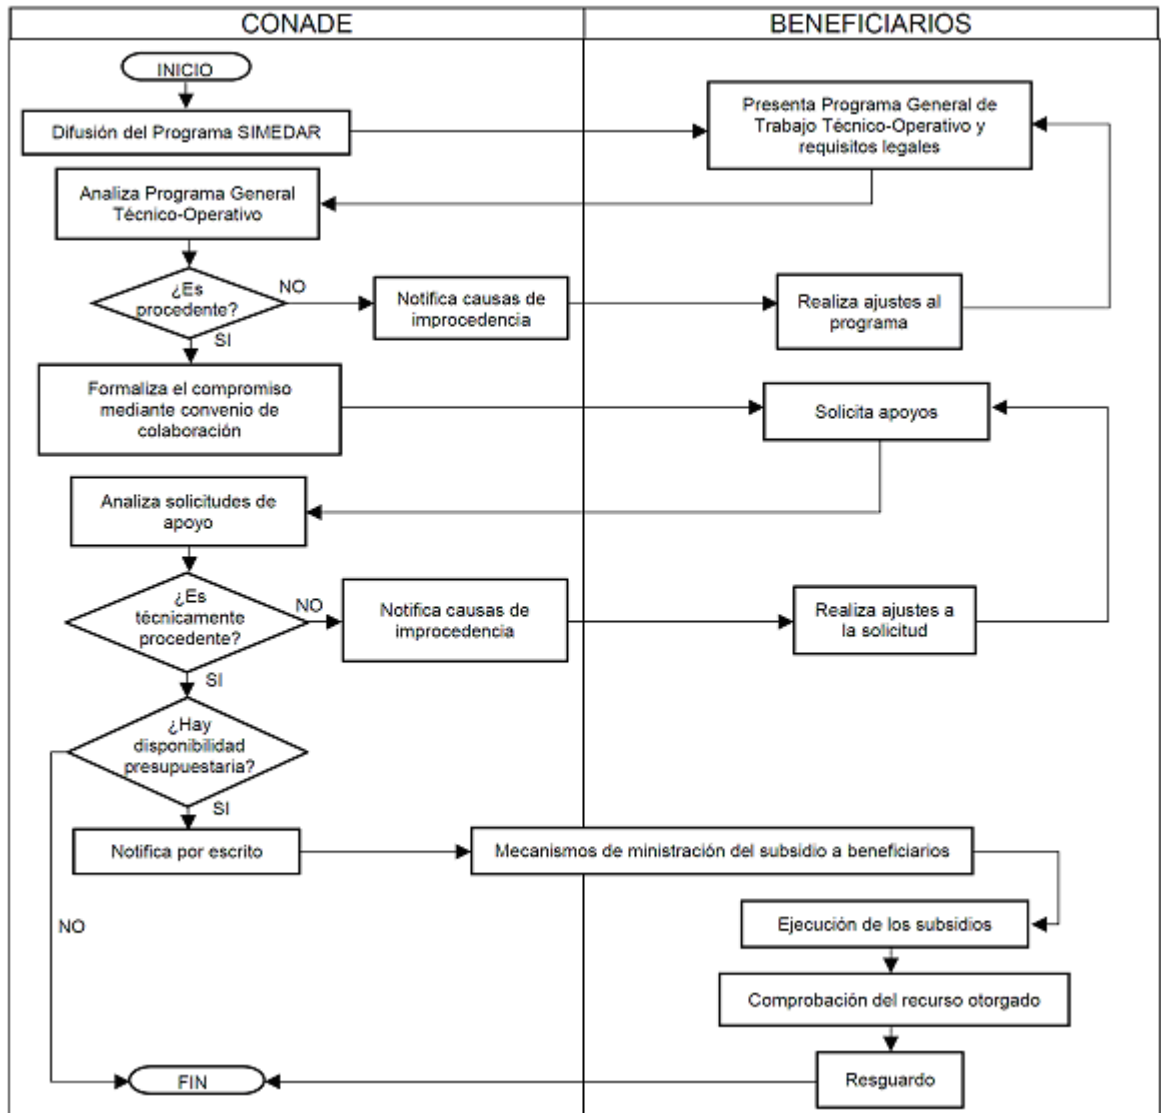 CONADE
BENEFICIARIOS
INICIO
Difusión del Programa SIMEDAR
Presenta Programa General de
Trabajo Técnico-Operativo y
requisitos legales
Analiza Programa General
Técnico-Operativo
¿Es
procedente?
NO
SI
Notifica causas de
improcedencia
Realiza ajustes al
programa
Formaliza el compromiso
mediante convenio de
colaboración
Solicita apoyos
Analiza solicitudes de
apoyo
¿Es
técnicamente
procedente?
NO
SI
Notifica causas de
improcedencia
Realiza ajustes a
la solicitud
¿Hay
disponibilidad
presupuestaria?
SI
Notifica por escrito
Mecanismos de ministración del subsidio a beneficiarios
NO
Ejecución de los subsidios
Comprobación del recurso otorgado
Resguardo
FIN